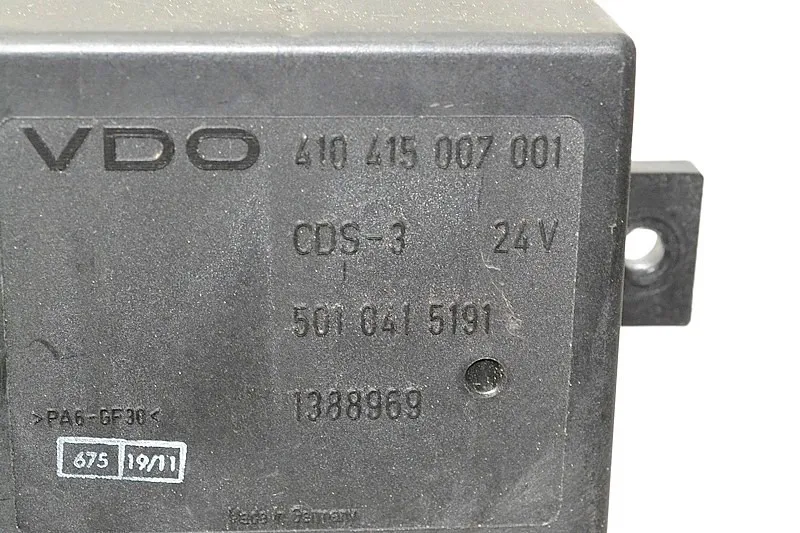 VDO 410 415 007 001
CDS-3 24V
501 041 5191
1388969
>PA6-GF30<
675 19/11
Made in Germany